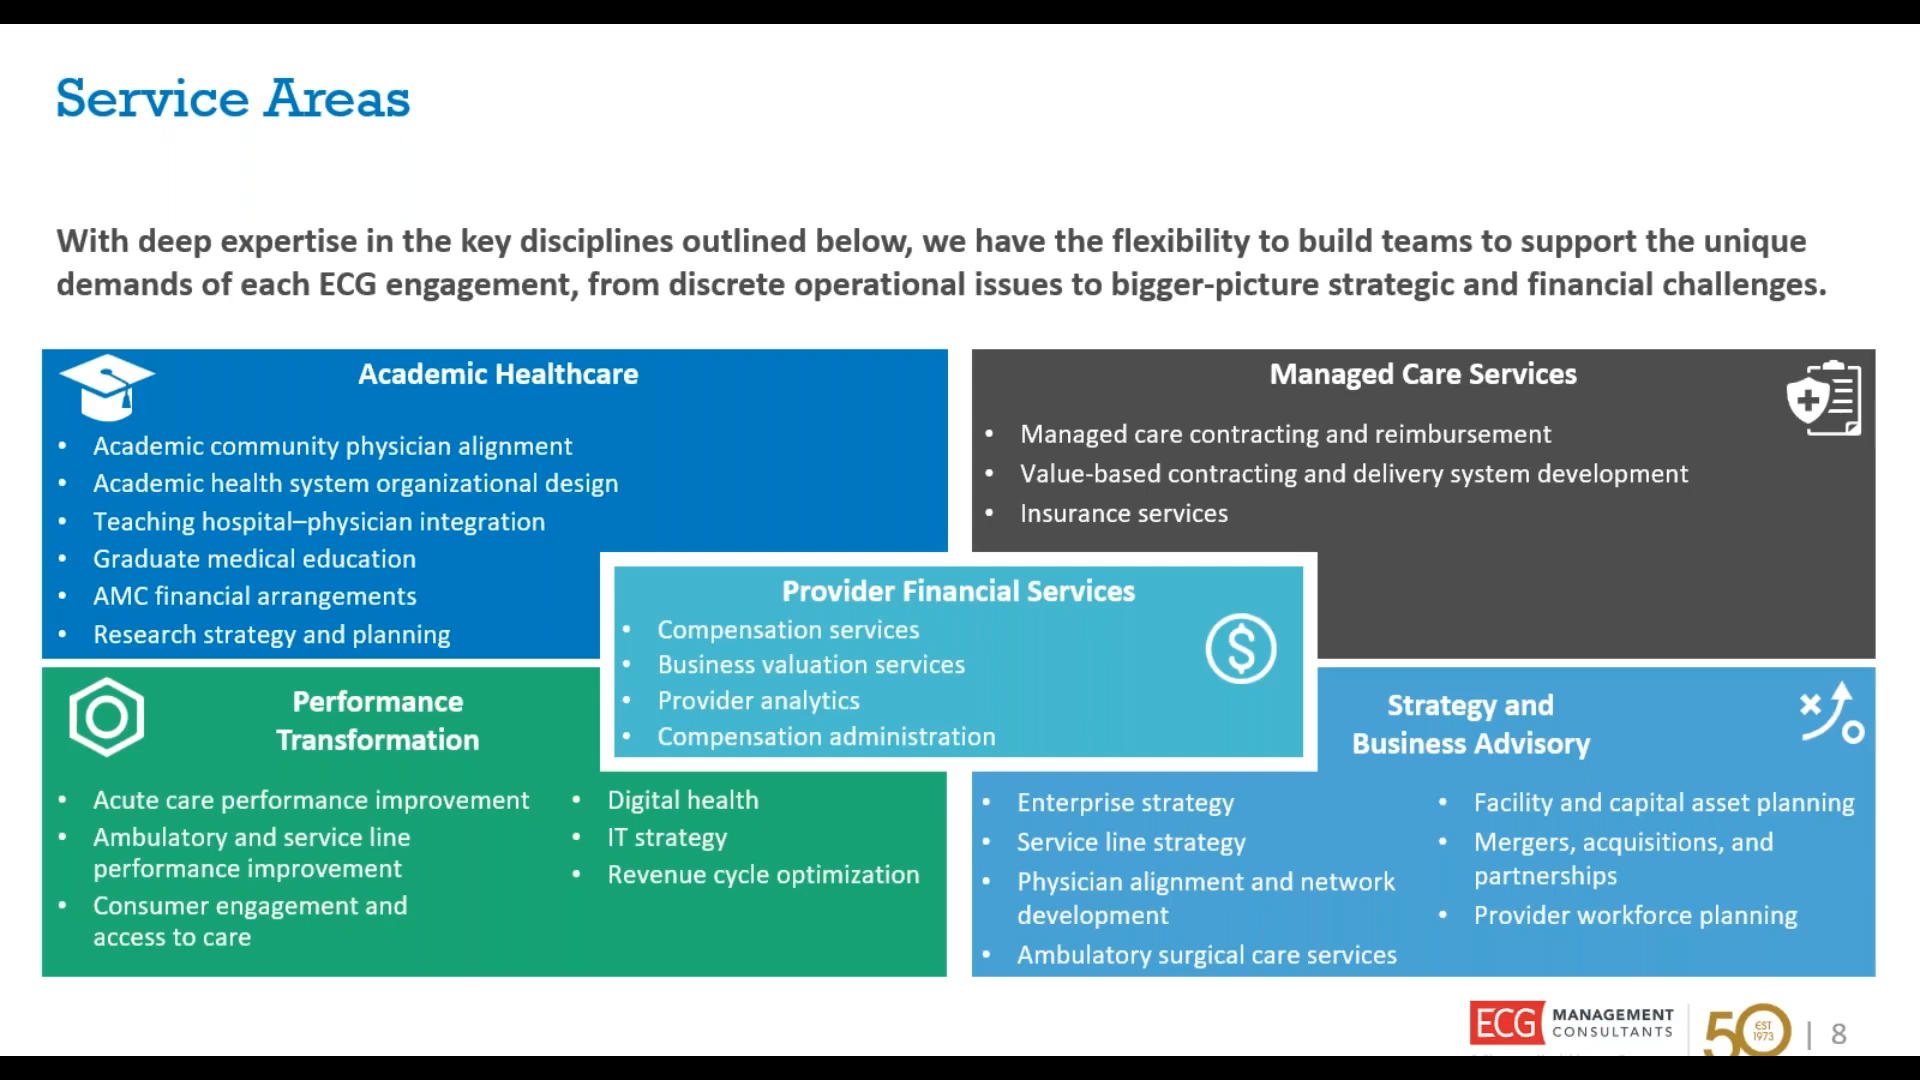 Service Areas
With deep expertise in the key disciplines outlined below, we have the flexibility to build teams to support the unique
demands of each ECG engagement, from discrete operational issues to bigger-picture strategic and financial challenges.
Academic Healthcare
• Academic community physician alignment
• Academic health system organizational design
• Teaching hospital–physician integration
• Graduate medical education
• AMC financial arrangements
• Research strategy and planning
Managed Care Services
• Managed care contracting and reimbursement
• Value-based contracting and delivery system development
• Insurance services
Provider Financial Services
• Compensation services
• Business valuation services
• Provider analytics
• Compensation administration
$
Performance
Transformation
• Acute care performance improvement
• Ambulatory and service line
performance improvement
• Consumer engagement and
access to care
• Digital health
• IT strategy
• Revenue cycle optimization
Strategy and
Business Advisory
• Enterprise strategy
• Service line strategy
• Physician alignment and network
development
• Ambulatory surgical care services
• Facility and capital asset planning
• Mergers, acquisitions, and
partnerships
• Provider workforce planning
ECG MANAGEMENT
CONSULTANTS
50
EST
1973
| 8